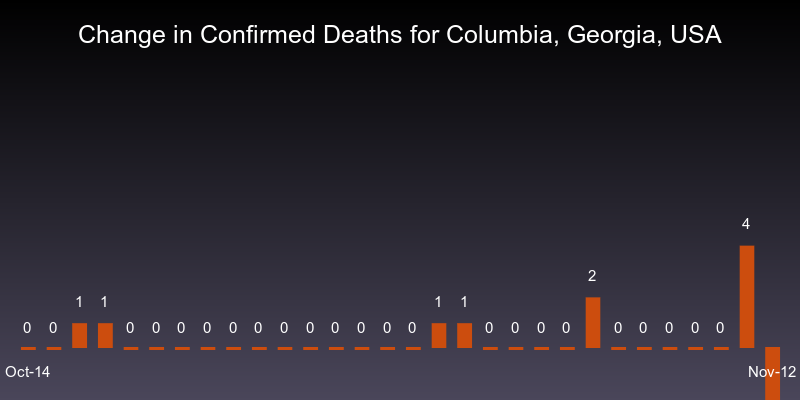 Change in Confirmed Deaths for Columbia, Georgia, USA
4
2
1 1 1 1
0 0 0 0 0 0 0 0 0 0 0 0 0 0 0 0 0 0 0 0 0 0 0
Oct-14 Nov-12